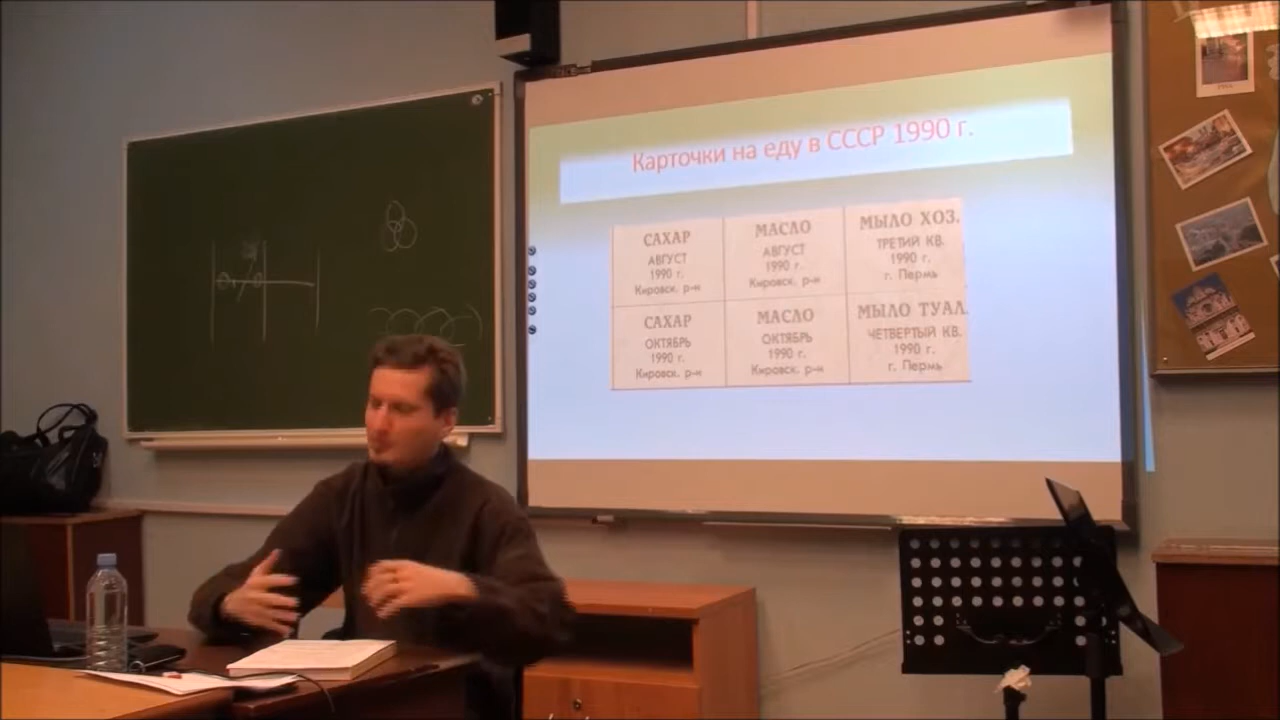 Карточки на еду в СССР 1990 г.
САХАР
АВГУСТ
1990 г.
Кировск. р-н
МАСЛО
АВГУСТ
1990 г.
Кировск. р-н
МЫЛО ХОЗ.
ТРЕТИЙ КВ.
1990 г.
г. Пермь
САХАР
ОКТЯБРЬ
1990 г.
Кировск. р-н
МАСЛО
ОКТЯБРЬ
1990 г.
Кировск. р-н
МЫЛО ТУАЛ.
ЧЕТВЕРТЫЙ КВ.
1990 г.
г. Пермь